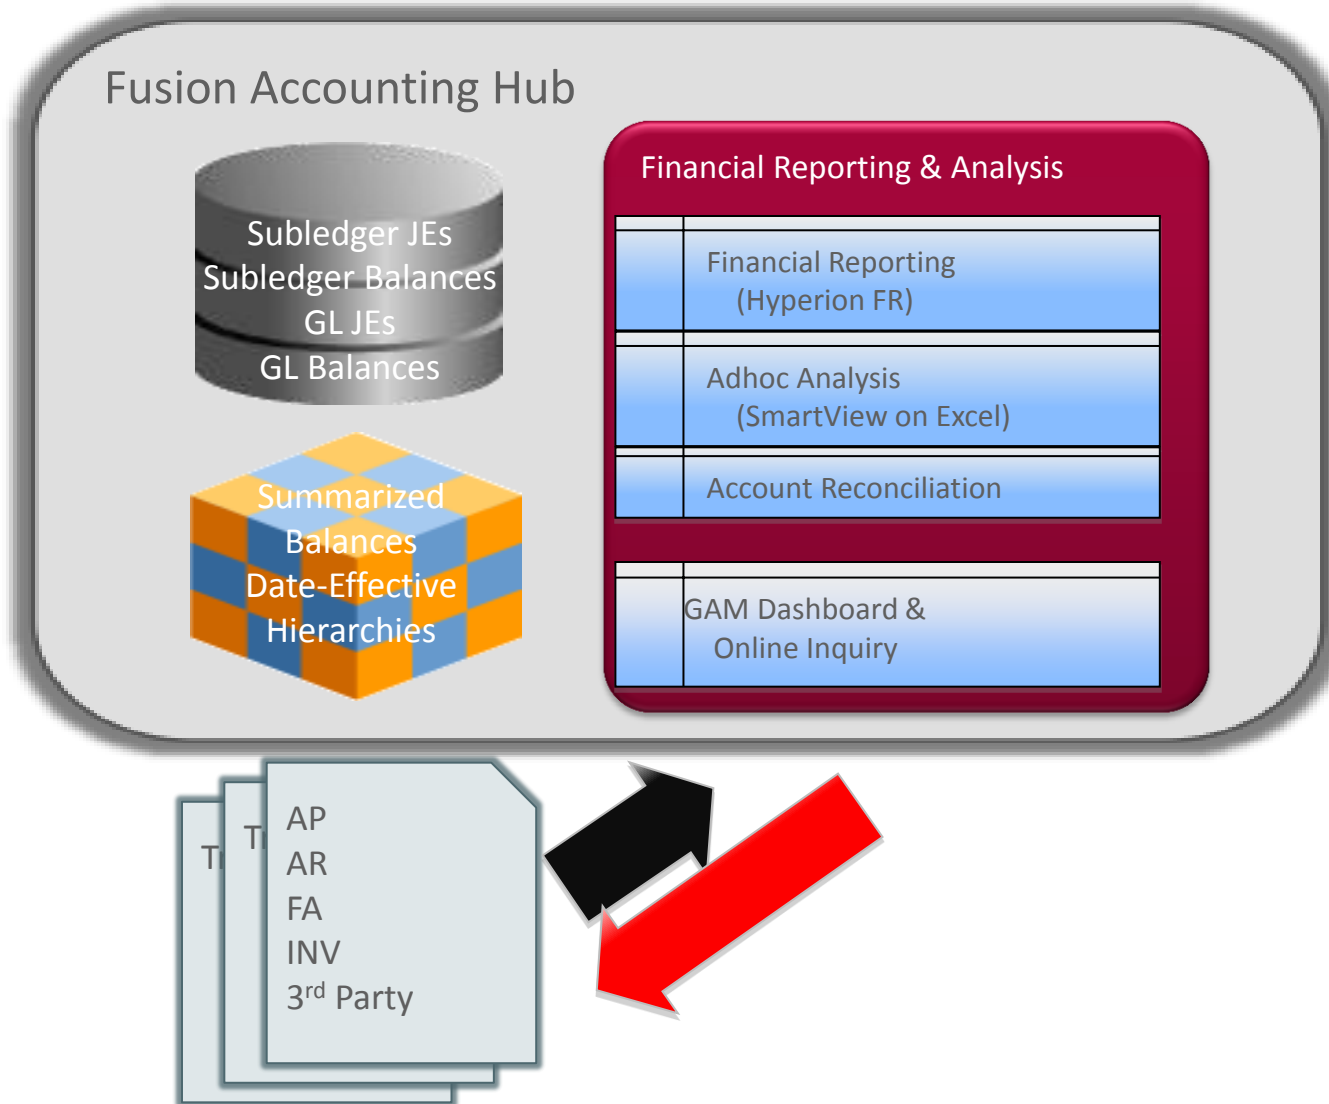 Fusion Accounting Hub
Subledger JEs
Subledger Balances
GL JEs
GL Balances
Summarized
Balances
Date-Effective
Hierarchies
Financial Reporting & Analysis
Financial Reporting
(Hyperion FR)
Adhoc Analysis
(SmartView on Excel)
Account Reconciliation
GAM Dashboard &
Online Inquiry
AP
AR
FA
INV
3rd Party